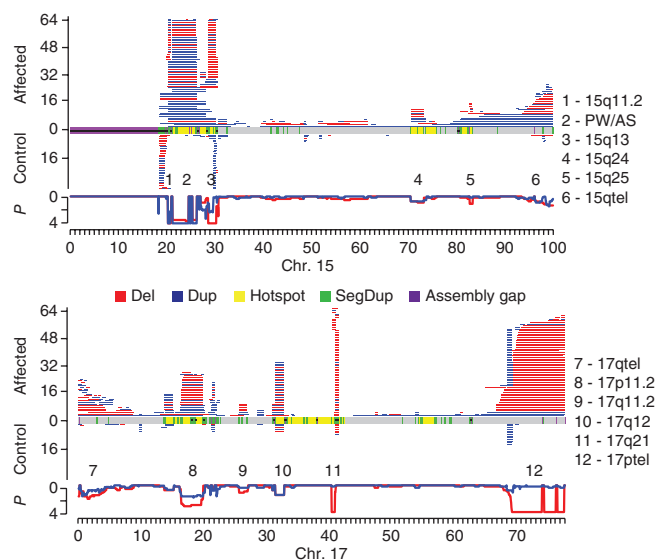 64
48
32
16
0
16
Affected
Control
1 2 3 4 5 6
P
0
4
0 10 20 30 40 50 60 70 80 90 100
Chr. 15
1 - 15q11.2
2 - PW/AS
3 - 15q13
4 - 15q24
5 - 15q25
6 - 15qtel
Del Dup Hotspot SegDup Assembly gap
64
48
32
16
0
16
Affected
Control
7 8 9 10 11 12
P
0
4
0 10 20 30 40 50 60 70
Chr. 17
7 - 17qtel
8 - 17p11.2
9 - 17q11.2
10 - 17q12
11 - 17q21
12 - 17ptel